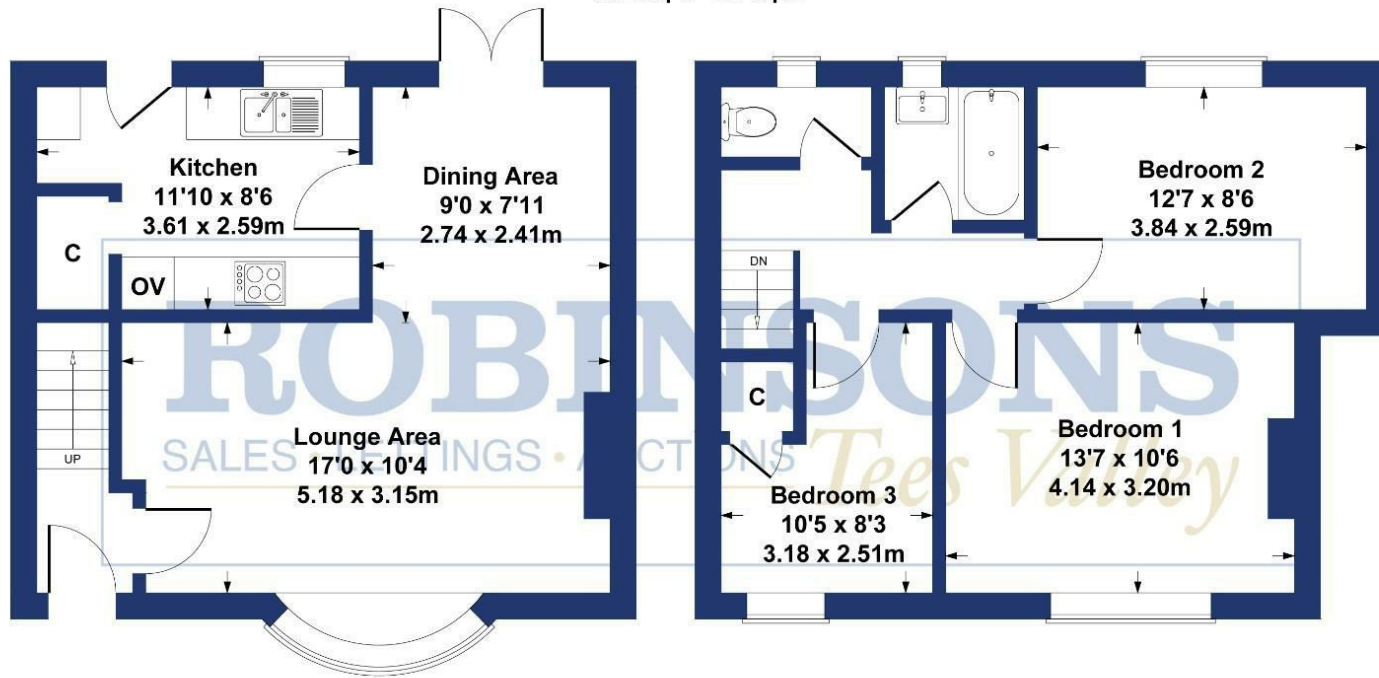 Kitchen
11'10 x 8'6
3.61 x 2.59m
Dining Area
9'0 x 7'11
2.74 x 2.41m
C
OV
UP
Lounge Area
17'0 x 10'4
5.18 x 3.15m
DN
C
Bedroom 2
12'7 x 8'6
3.84 x 2.59m
Bedroom 1
13'7 x 10'6
4.14 x 3.20m
Bedroom 3
10'5 x 8'3
3.18 x 2.51m
ROBINSONS
SALES · LETTINGS · AUCTIONS
Tees Valley